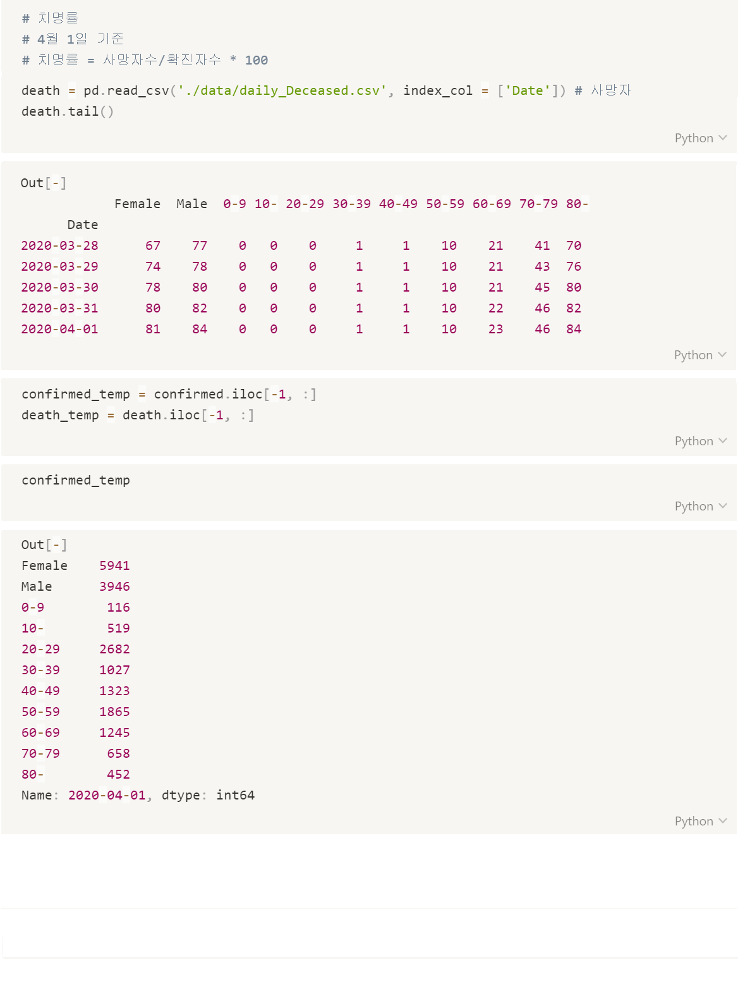 # 치명률
# 4월 1일 기준
# 치명률 = 사망자수/확진자수 * 100
death = pd.read_csv('./data/daily_Deceased.csv', index_col = ['Date']) # 사망자
death.tail()
Python
Out[-]
Female Male 0-9 10- 20-29 30-39 40-49 50-59 60-69 70-79 80-
Date
2020-03-28 67 77 0 0 0 1 1 10 21 41 70
2020-03-29 74 78 0 0 0 1 1 10 21 43 76
2020-03-30 78 80 0 0 0 1 1 10 21 45 80
2020-03-31 80 82 0 0 0 1 1 10 22 46 82
2020-04-01 81 84 0 0 0 1 1 10 23 46 84
Python
confirmed_temp = confirmed.iloc[-1, :]
death_temp = death.iloc[-1, :]
Python
confirmed_temp
Python
Out[-]
Female 5941
Male 3946
0-9 116
10- 519
20-29 2682
30-39 1027
40-49 1323
50-59 1865
60-69 1245
70-79 658
80- 452
Name: 2020-04-01, dtype: int64
Python